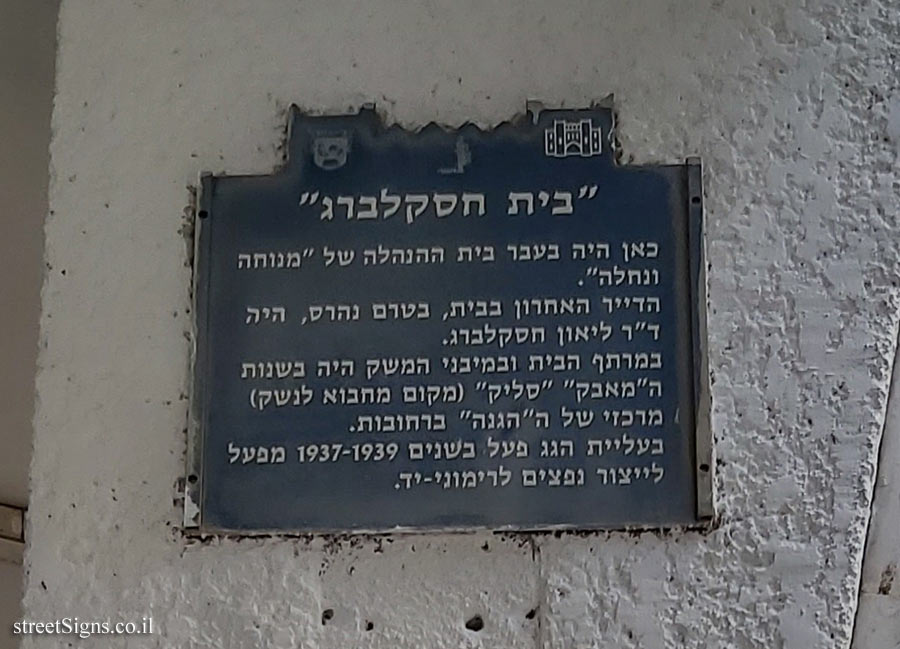 "בית חסקלברג"
כאן היה בעבר בית ההנהלה של "מנוחה
ונחלה".
הדייר האחרון בבית, בטרם נהרס, היה
ד"ר ליאון חסקלברג.
במרתף הבית ובמיבני המשק היה בשנות
ה"מאבק" "סליק" (מקום מחבוא לנשק)
מרכזי של ה"הגנה" ברחובות.
בעליית הגג פעל בשנים 1937-1939 מפעל
לייצור נפצים לרימוני-יד.
streetSigns.co.il